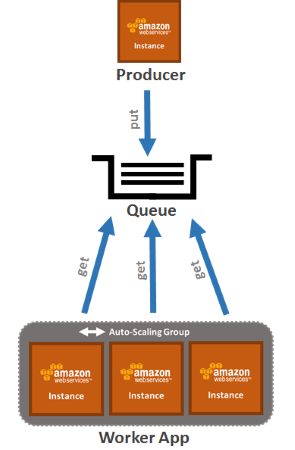 amazon
webservices™
Instance
Producer
put
Queue
get
get
get
Auto-Scaling Group
amazon
webservices™
Instance
amazon
webservices™
Instance
amazon
webservices™
Instance
Worker App